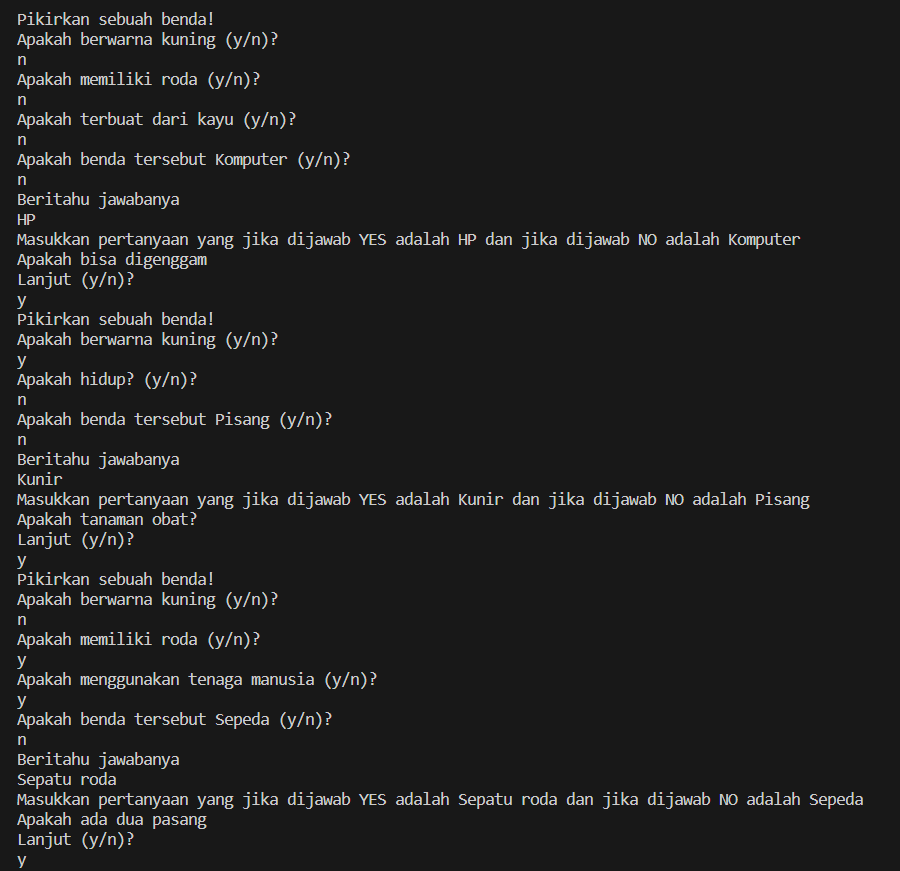 Pikirkan sebuah benda!
Apakah berwarna kuning (y/n)?
n
Apakah memiliki roda (y/n)?
n
Apakah terbuat dari kayu (y/n)?
n
Apakah benda tersebut Komputer (y/n)?
n
Beritahu jawabanya
HP
Masukkan pertanyaan yang jika dijawab YES adalah HP dan jika dijawab NO adalah Komputer
Apakah bisa digenggam
Lanjut (y/n)?
y
Pikirkan sebuah benda!
Apakah berwarna kuning (y/n)?
y
Apakah hidup? (y/n)?
n
Apakah benda tersebut Pisang (y/n)?
n
Beritahu jawabanya
Kunir
Masukkan pertanyaan yang jika dijawab YES adalah Kunir dan jika dijawab NO adalah Pisang
Apakah tanaman obat?
Lanjut (y/n)?
y
Pikirkan sebuah benda!
Apakah berwarna kuning (y/n)?
n
Apakah memiliki roda (y/n)?
y
Apakah menggunakan tenaga manusia (y/n)?
y
Apakah benda tersebut Sepeda (y/n)?
n
Beritahu jawabanya
Sepatu roda
Masukkan pertanyaan yang jika dijawab YES adalah Sepatu roda dan jika dijawab NO adalah Sepeda
Apakah ada dua pasang
Lanjut (y/n)?
y